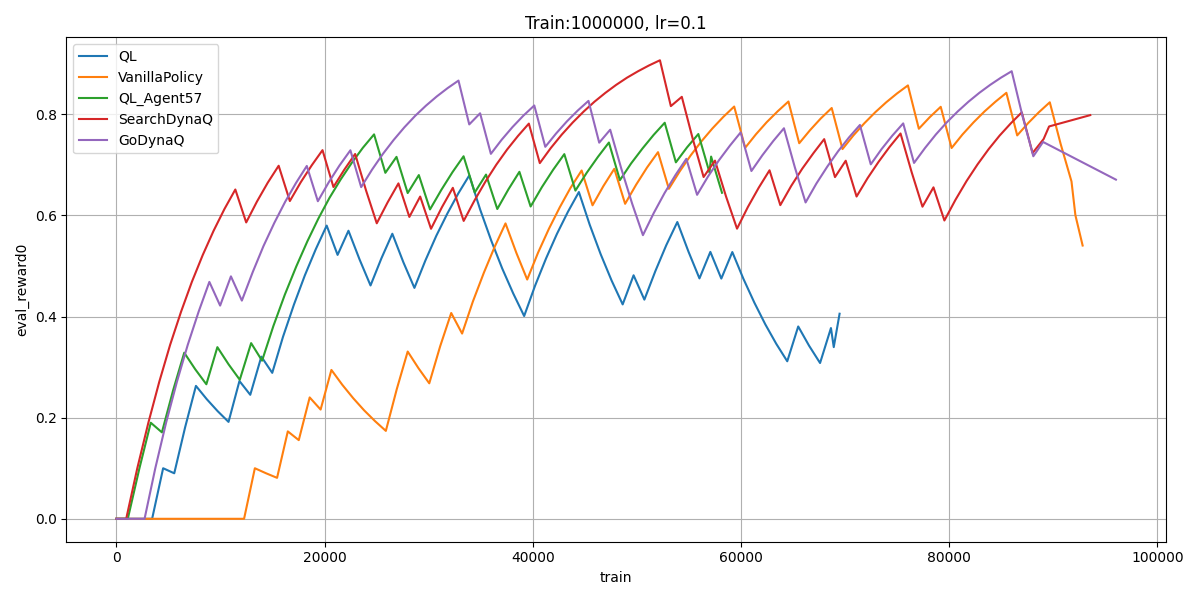 Train:1000000, lr=0.1
QL
VanillaPolicy
QL_Agent57
SearchDynaQ
GoDynaQ
eval_reward0
0.8
0.6
0.4
0.2
0.0
0 20000 40000 60000 80000 100000
train